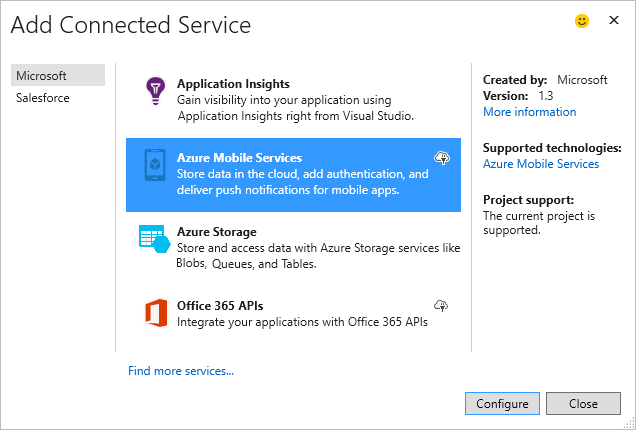 Add Connected Service
Microsoft
Salesforce
Application Insights
Gain visibility into your application using
Application Insights right from Visual Studio.
Azure Mobile Services
Store data in the cloud, add authentication, and
deliver push notifications for mobile apps.
Azure Storage
Store and access data with Azure Storage services like
Blobs, Queues, and Tables.
Office 365 APIs
Integrate your applications with Office 365 APIs
Find more services...
Created by: Microsoft
Version: 1.3
More information
Supported technologies:
Azure Mobile Services
Project support:
The current project is
supported.
Configure
Close